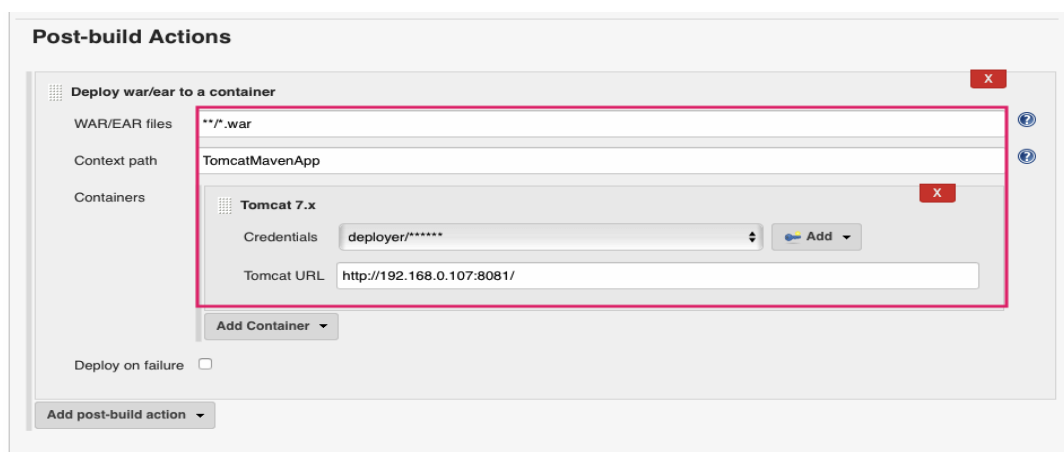 Post-build Actions
X
Deploy war/ear to a container
WAR/EAR files **/*.war
Context path TomcatMavenApp
Containers
X
Tomcat 7.x
Credentials deployer/****** Add
Tomcat URL http://192.168.0.107:8081/
Add Container
Deploy on failure
Add post-build action